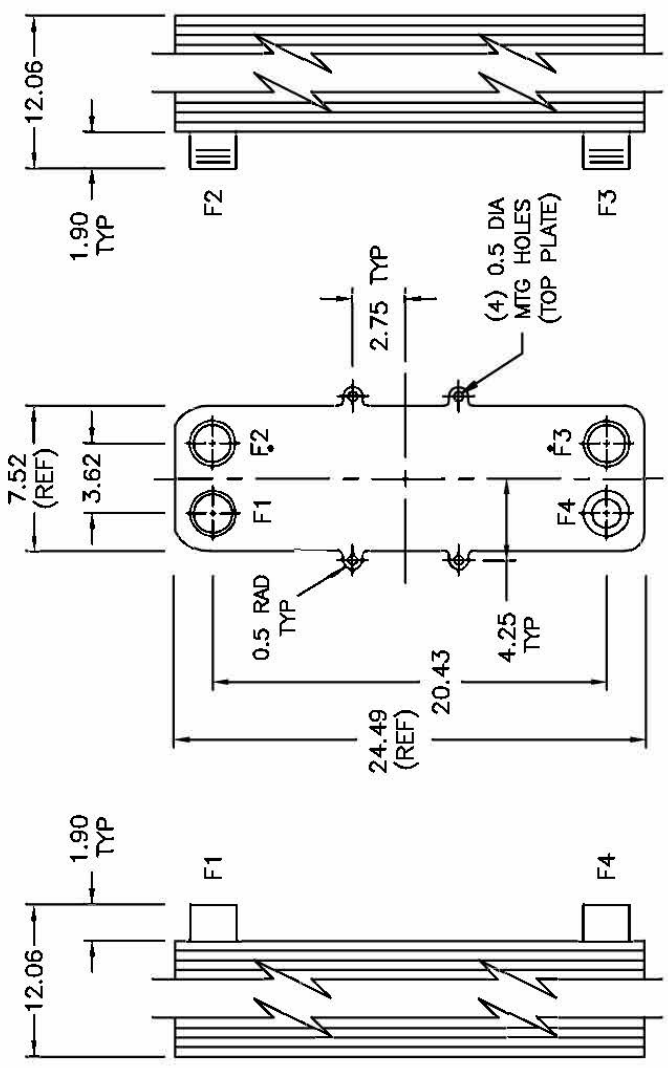 12.06
1.90
TYP
F2
F3
7.52
(REF)
3.62
F1
F2
F4
F3
2.75 TYP
(4) 0.5 DIA
MTG HOLES
(TOP PLATE)
0.5 RAD
TYP
4.25
TYP
20.43
24.49
(REF)
12.06
1.90
TYP
F1
F4